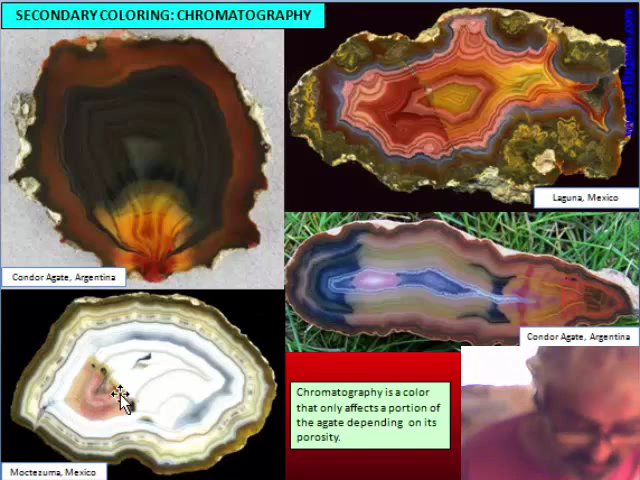 SECONDARY COLORING: CHROMATOGRAPHY
Laguna, Mexico
Condor Agate, Argentina
Condor Agate, Argentina
Chromatography is a color
that only affects a portion of
the agate depending on its
porosity.
Moctezuma, Mexico